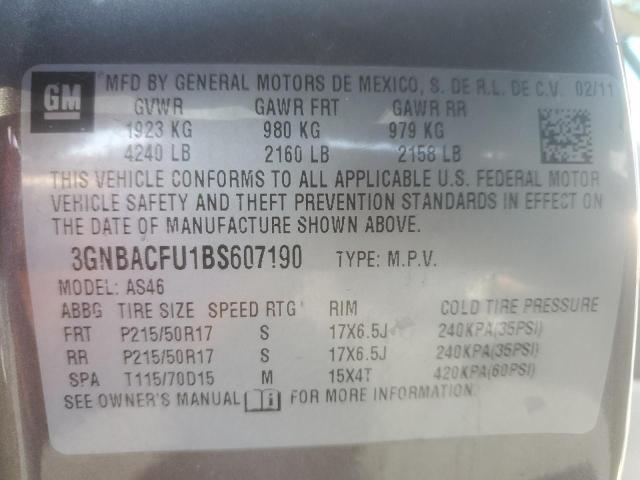 GM
MFD BY GENERAL MOTORS DE MEXICO, S. DE R.L. DE C.V. 02/11
GVWR GAWR FRT GAWR RR
1923 KG 980 KG 979 KG
4240 LB 2160 LB 2158 LB
THIS VEHICLE CONFORMS TO ALL APPLICABLE U.S. FEDERAL MOTOR
VEHICLE SAFETY AND THEFT PREVENTION STANDARDS IN EFFECT ON
THE DATE OF MANUFACTURE SHOWN ABOVE.
3GNBACFU1BS607190 TYPE: M.P.V.
MODEL: AS46
ABBG TIRE SIZE SPEED RTG RIM COLD TIRE PRESSURE
FRT P215/50R17 S 17X6.5J 240KPA(35PSI)
RR P215/50R17 S 17X6.5J 240KPA(35PSI)
SPA T115/70D15 M 15X4T 420KPA(60PSI)
SEE OWNER'S MANUAL i FOR MORE INFORMATION.